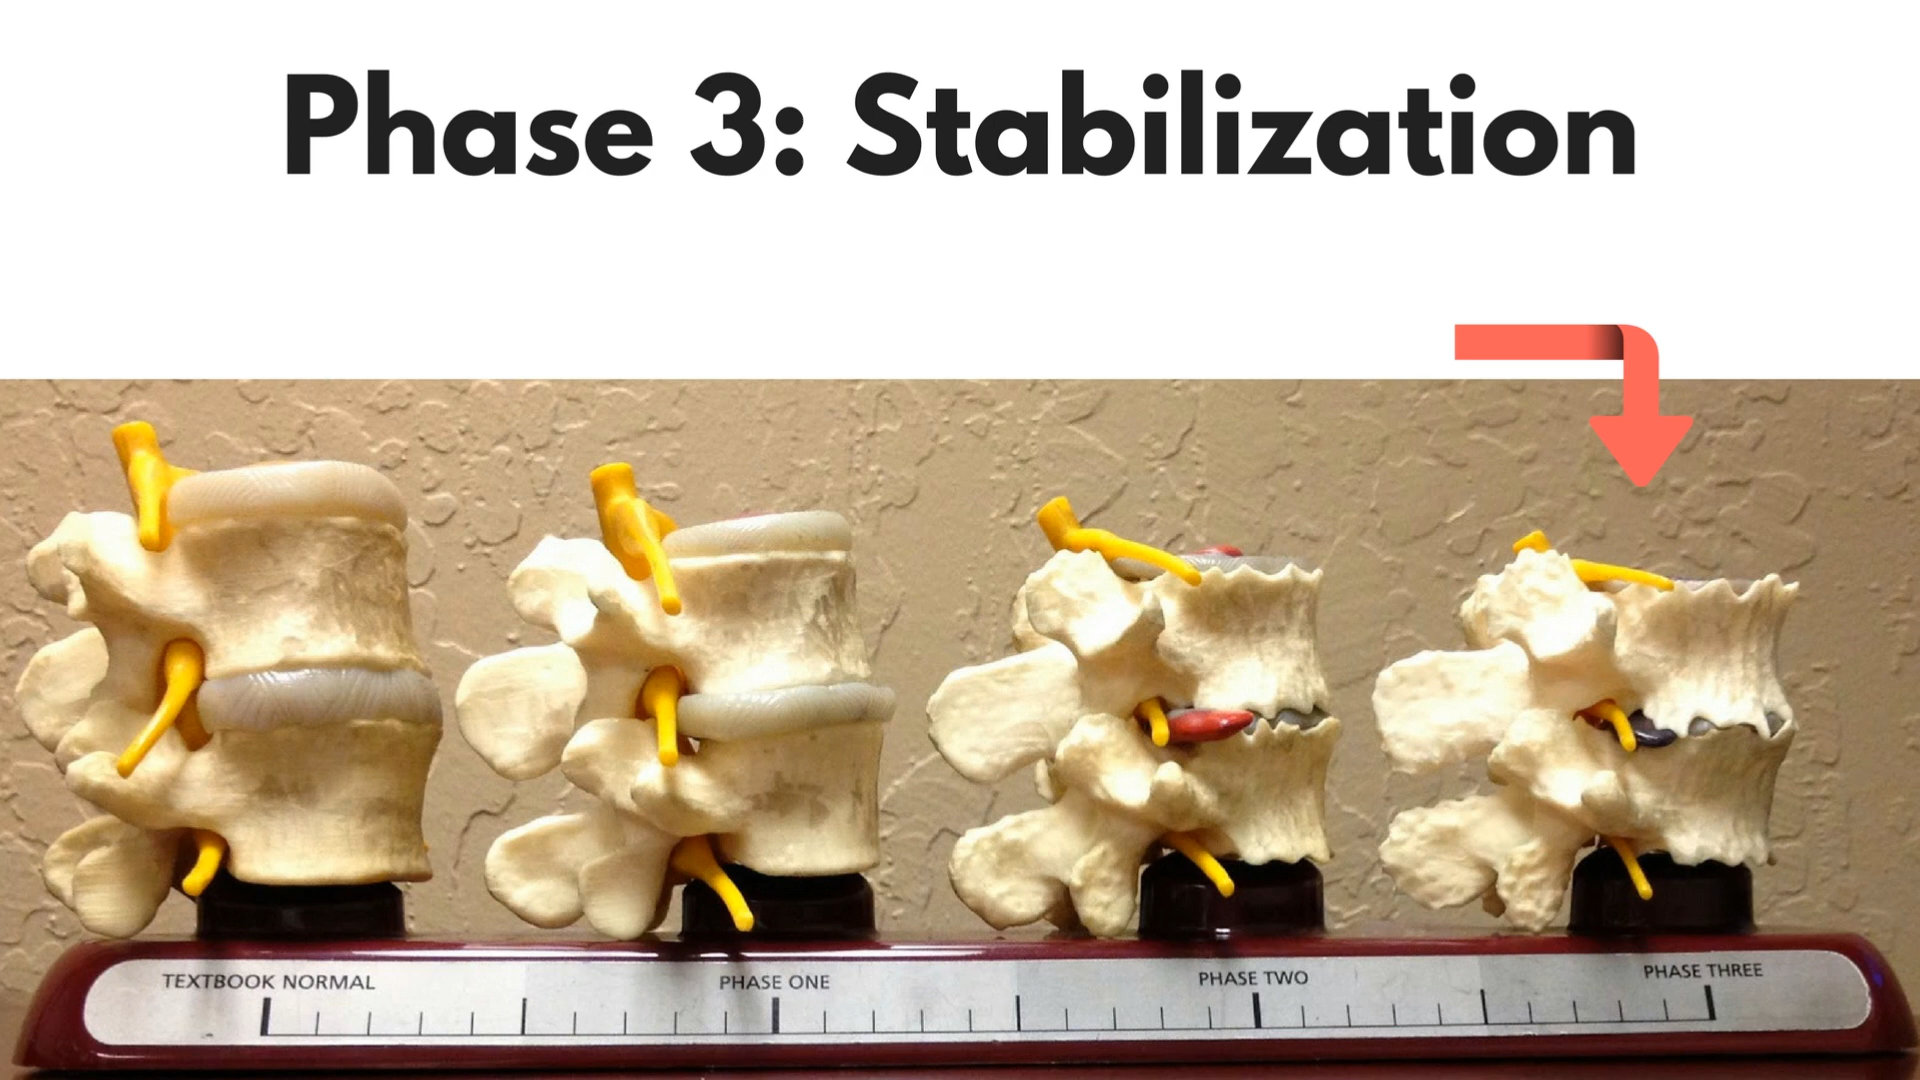 Phase 3: Stabilization
TEXTBOOK NORMAL
PHASE ONE
PHASE TWO
PHASE THREE